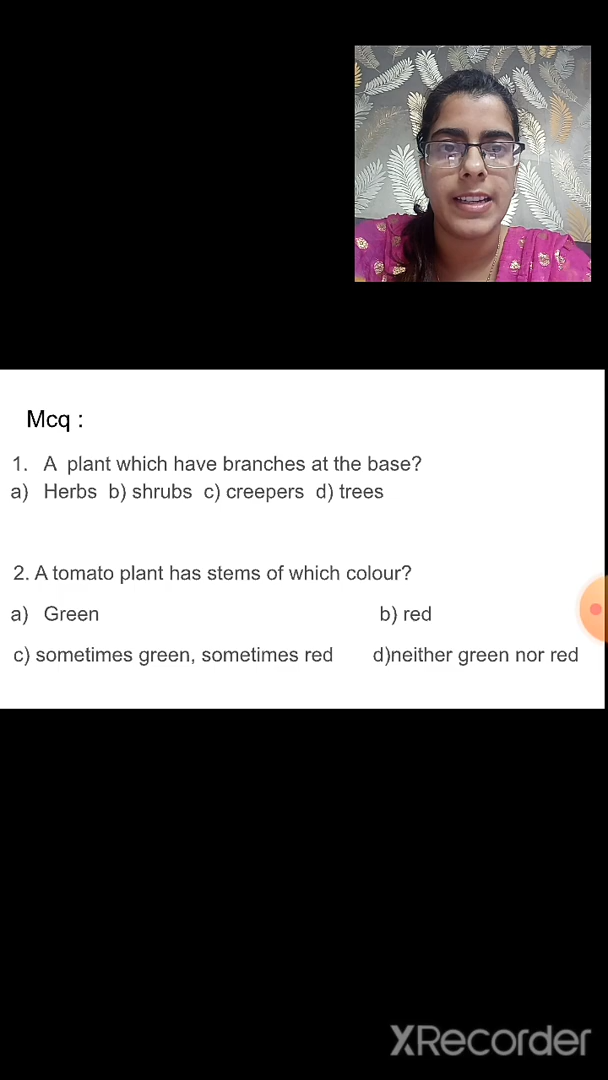 Mcq :
1. A plant which have branches at the base?
a) Herbs b) shrubs c) creepers d) trees
2. A tomato plant has stems of which colour?
a) Green b) red
c) sometimes green, sometimes red d)neither green nor red
XRecorder